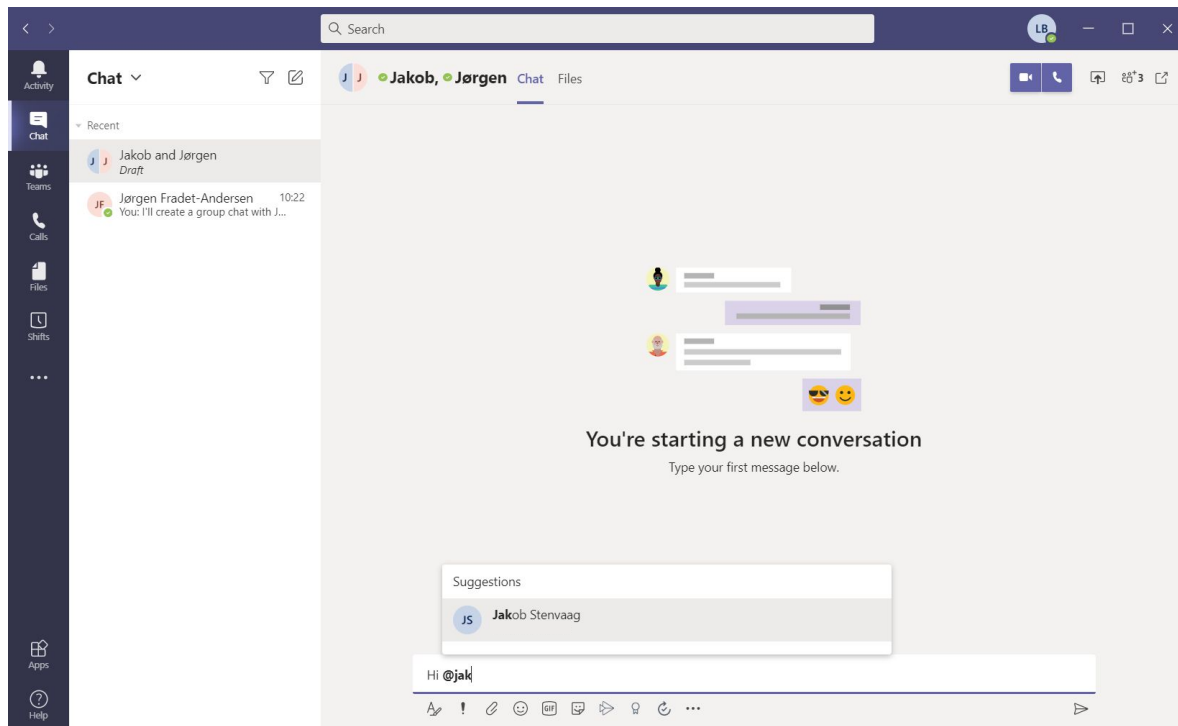 Search
LB
Activity
Chat
Teams
Calls
Files
Shifts
Apps
Help
Chat
Recent
J J Jakob and Jørgen
Draft
JF Jørgen Fradet-Andersen 10:22
You: I'll create a group chat with J...
J J Jakob, Jørgen Chat Files
3
You're starting a new conversation
Type your first message below.
Suggestions
JS Jakob Stenvaag
Hi @jak
GIF